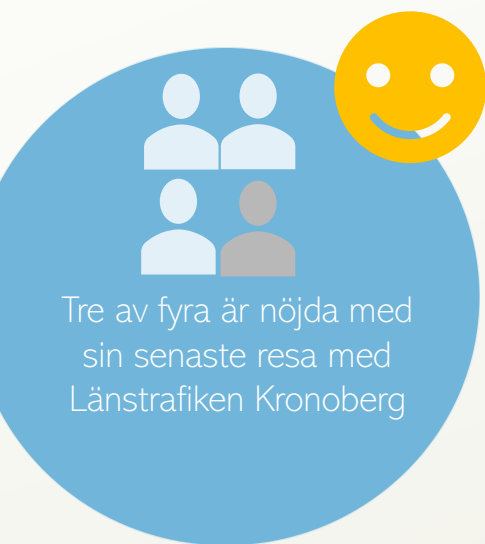 Tre av fyra är nöjda med
sin senaste resa med
Länstrafiken Kronoberg